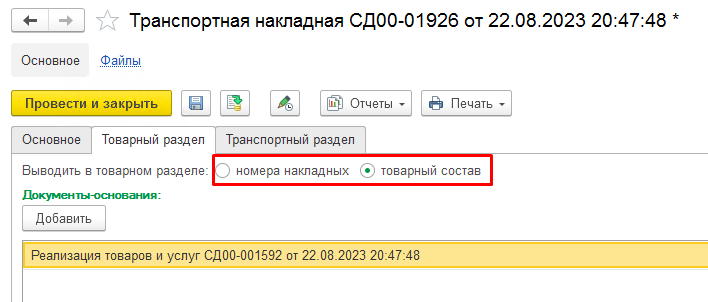 Транспортная накладная СД00-01926 от 22.08.2023 20:47:48 *
Основное Файлы
Провести и закрыть Отчеты Печать
Основное Товарный раздел Транспортный раздел
Выводить в товарном разделе: номера накладных товарный состав
Документы-основания:
Добавить
Реализация товаров и услуг СД00-001592 от 22.08.2023 20:47:48